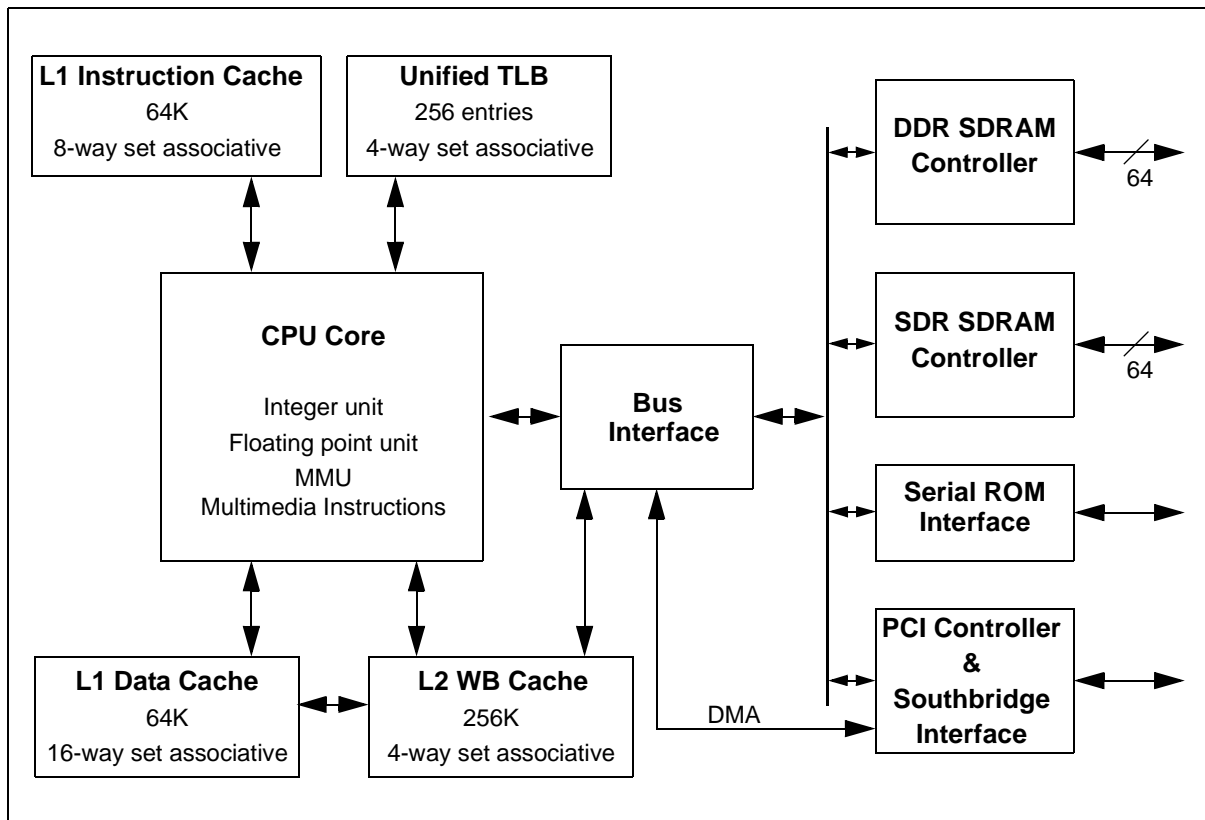 L1 Instruction Cache
64K
8-way set associative
Unified TLB
256 entries
4-way set associative
DDR SDRAM
Controller
64
CPU Core
Integer unit
Floating point unit
MMU
Multimedia Instructions
Bus
Interface
SDR SDRAM
Controller
64
Serial ROM
Interface
L1 Data Cache
64K
16-way set associative
L2 WB Cache
256K
4-way set associative
DMA
PCI Controller
&
Southbridge
Interface